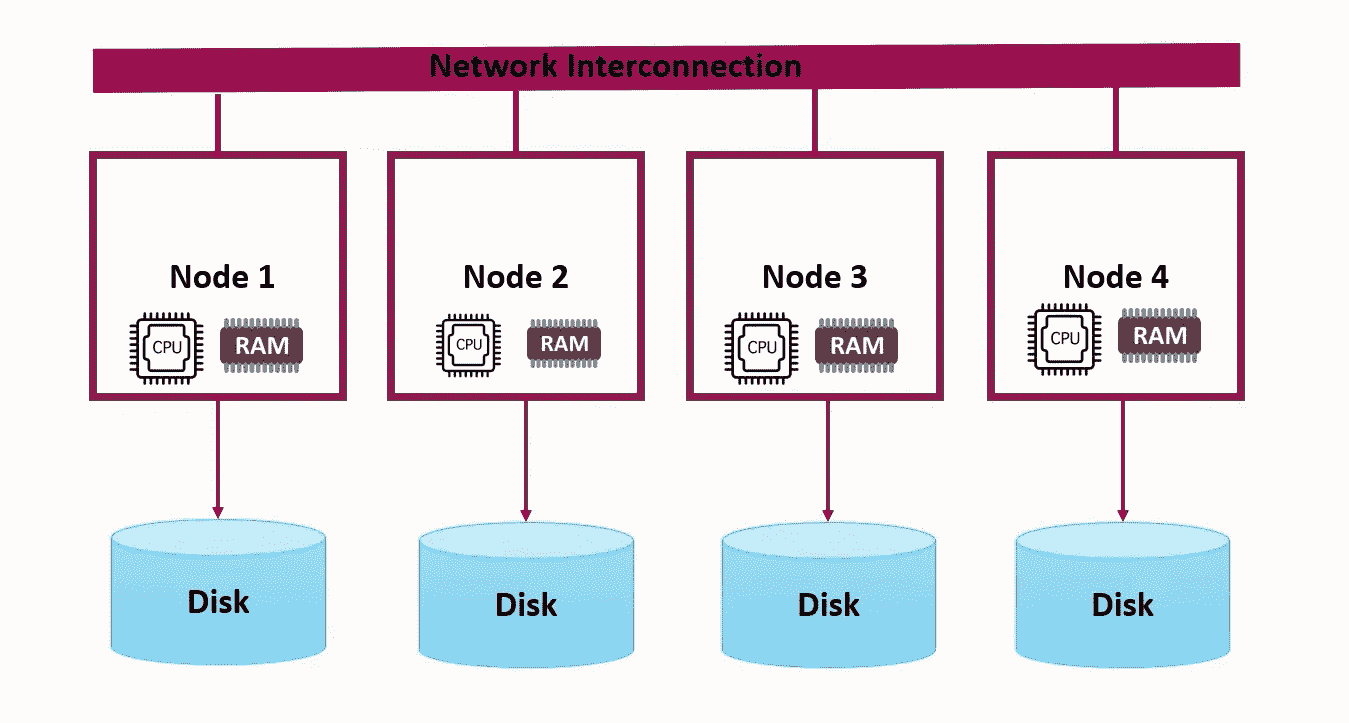 Network Interconnection
Node 1
Node 2
Node 3
Node 4
CPU
RAM
CPU
RAM
CPU
RAM
CPU
RAM
Disk
Disk
Disk
Disk